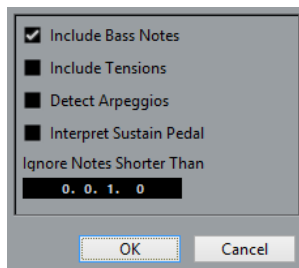 Include Bass Notes
Include Tensions
Detect Arpeggios
Interpret Sustain Pedal
Ignore Notes Shorter Than
0. 0. 1. 0
OK Cancel